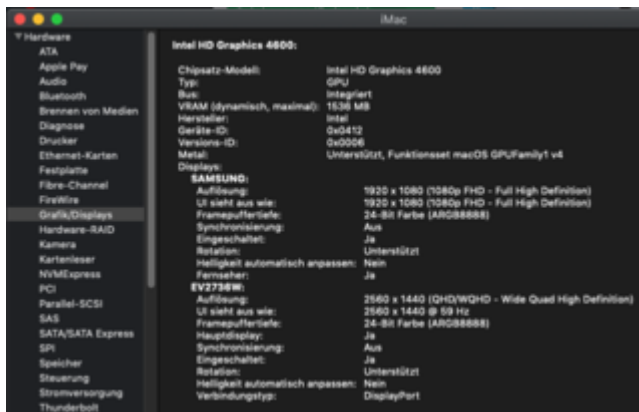 iMac
Hardware
ATA
Apple Pay
Audio
Bluetooth
Brennen von Medien
Diagnose
Drucker
Ethernet-Karten
Festplatte
Fibre-Channel
FireWire
Grafik/Displays
Hardware-RAID
Kamera
Kartenleser
NVMExpress
PCI
Parallel-SCSI
SAS
SATA/SATA Express
SPI
Speicher
Steuerung
Stromversorgung
Thunderbolt
Intel HD Graphics 4600:
Chipsatz-Modell: Intel HD Graphics 4600
Typ: GPU
Bus: Integriert
VRAM (dynamisch, maximal): 1536 MB
Hersteller: Intel
Geräte-ID: 0x0412
Versions-ID: 0x0006
Metal: Unterstützt, Funktionsset macOS GPUFamily1 v4
Displays:
SAMSUNG:
Auflösung: 1920 x 1080 (1080p FHD - Full High Definition)
UI sieht aus wie: 1920 x 1080 (1080p FHD - Full High Definition)
Framepuffertiefe: 24-Bit Farbe (ARGB8888)
Synchronisierung: Aus
Eingeschaltet: Ja
Rotation: Unterstützt
Helligkeit automatisch anpassen: Nein
Fernseher: Ja
EV2736W:
Auflösung: 2560 x 1440 (QHD/WQHD - Wide Quad High Definition)
UI sieht aus wie: 2560 x 1440 @ 59 Hz
Framepuffertiefe: 24-Bit Farbe (ARGB8888)
Hauptdisplay: Ja
Synchronisierung: Aus
Eingeschaltet: Ja
Rotation: Unterstützt
Helligkeit automatisch anpassen: Nein
Verbindungstyp: DisplayPort